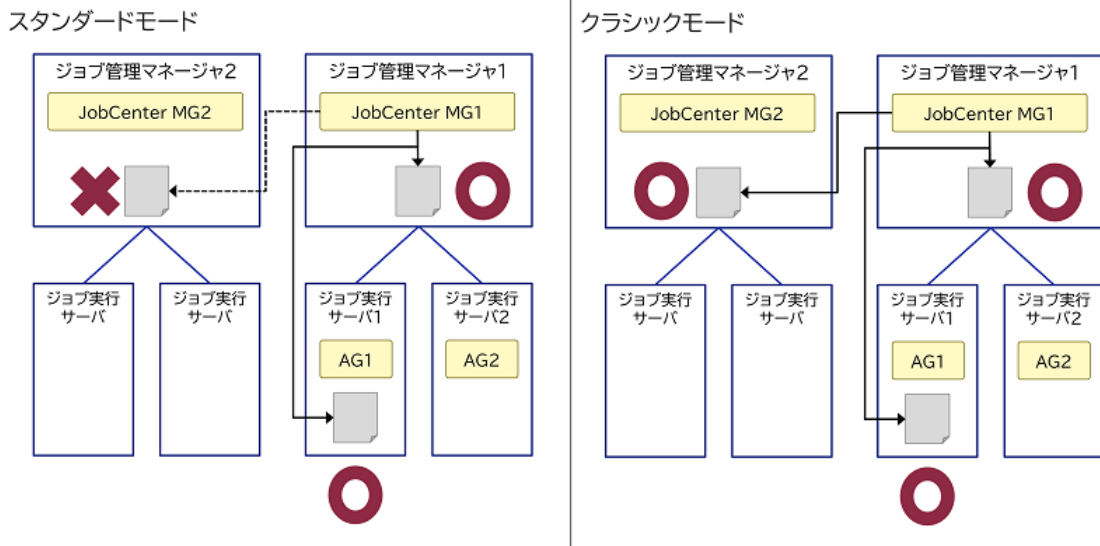 スタンダードモード
ジョブ管理マネージャ2
JobCenter MG2
ジョブ管理マネージャ1
JobCenter MG1
ジョブ実行
サーバ
ジョブ実行
サーバ
ジョブ実行
サーバ1
AG1
ジョブ実行
サーバ2
AG2
クラシックモード
ジョブ管理マネージャ2
JobCenter MG2
ジョブ管理マネージャ1
JobCenter MG1
ジョブ実行
サーバ
ジョブ実行
サーバ
ジョブ実行
サーバ1
AG1
ジョブ実行
サーバ2
AG2